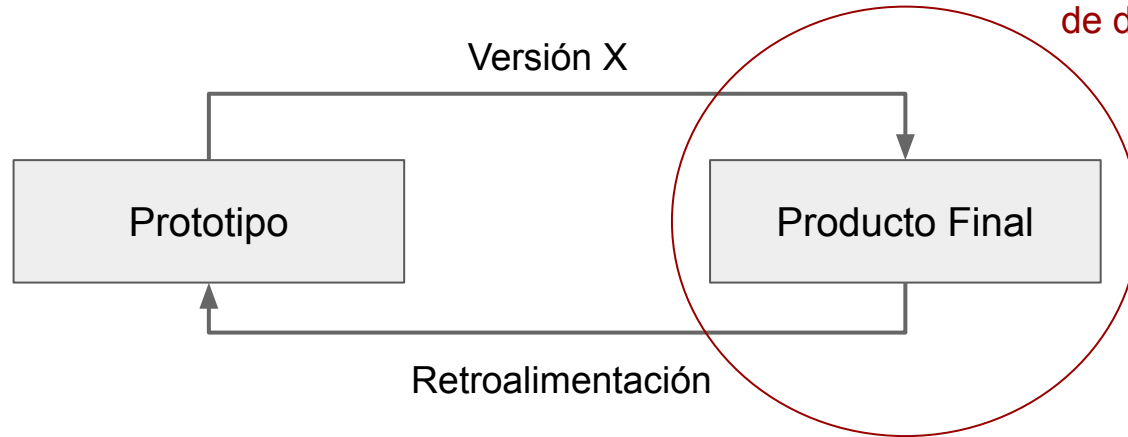 de d
Versión X
Prototipo
Producto Final
Retroalimentación